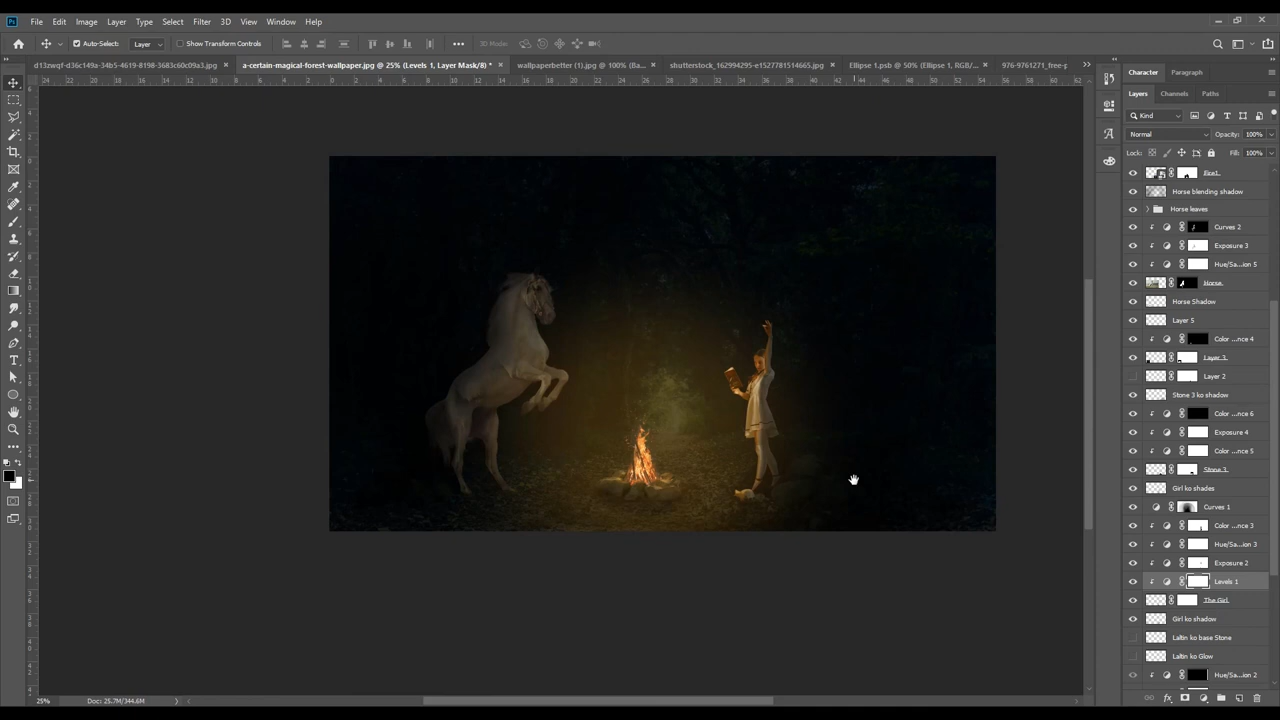 File Edit Image Layer Type Select Filter 3D View Window Help
Auto-Select: Layer Show Transform Controls 3D Mode:
d13zwqf-d36c149a-34b5-4619-8198-3683c60c09a3.jpg a-certain-magical-forest-wallpaper.jpg @ 25% (Levels 1, Layer Mask/8) * wallpaperbetter (1).jpg @ 100% (Ba... shutterstock_162994295-e1527781514665.jpg Ellipse 1.psb @ 50% (Ellipse 1, RGB/... 976-9761271_free-p
Character Paragraph
Layers Channels Paths
Kind
Normal Opacity: 100%
Lock: Fill: 100%
Fire1
Horse blending shadow
Horse leaves
Curves 2
Exposure 3
Hue/Sa...ion 5
Horse
Horse Shadow
Layer 5
Color ...nce 4
Layer 3
Layer 2
Stone 3 ko shadow
Color ...nce 6
Exposure 4
Color ...nce 5
Stone 3
Girl ko shades
Curves 1
Color ...nce 3
Hue/Sa...ion 3
Exposure 2
Levels 1
The Girl
Girl ko shadow
Laltin ko base Stone
Laltin ko Glow
Hue/Sa...ion 2
25% Doc: 25.7M/344.6M